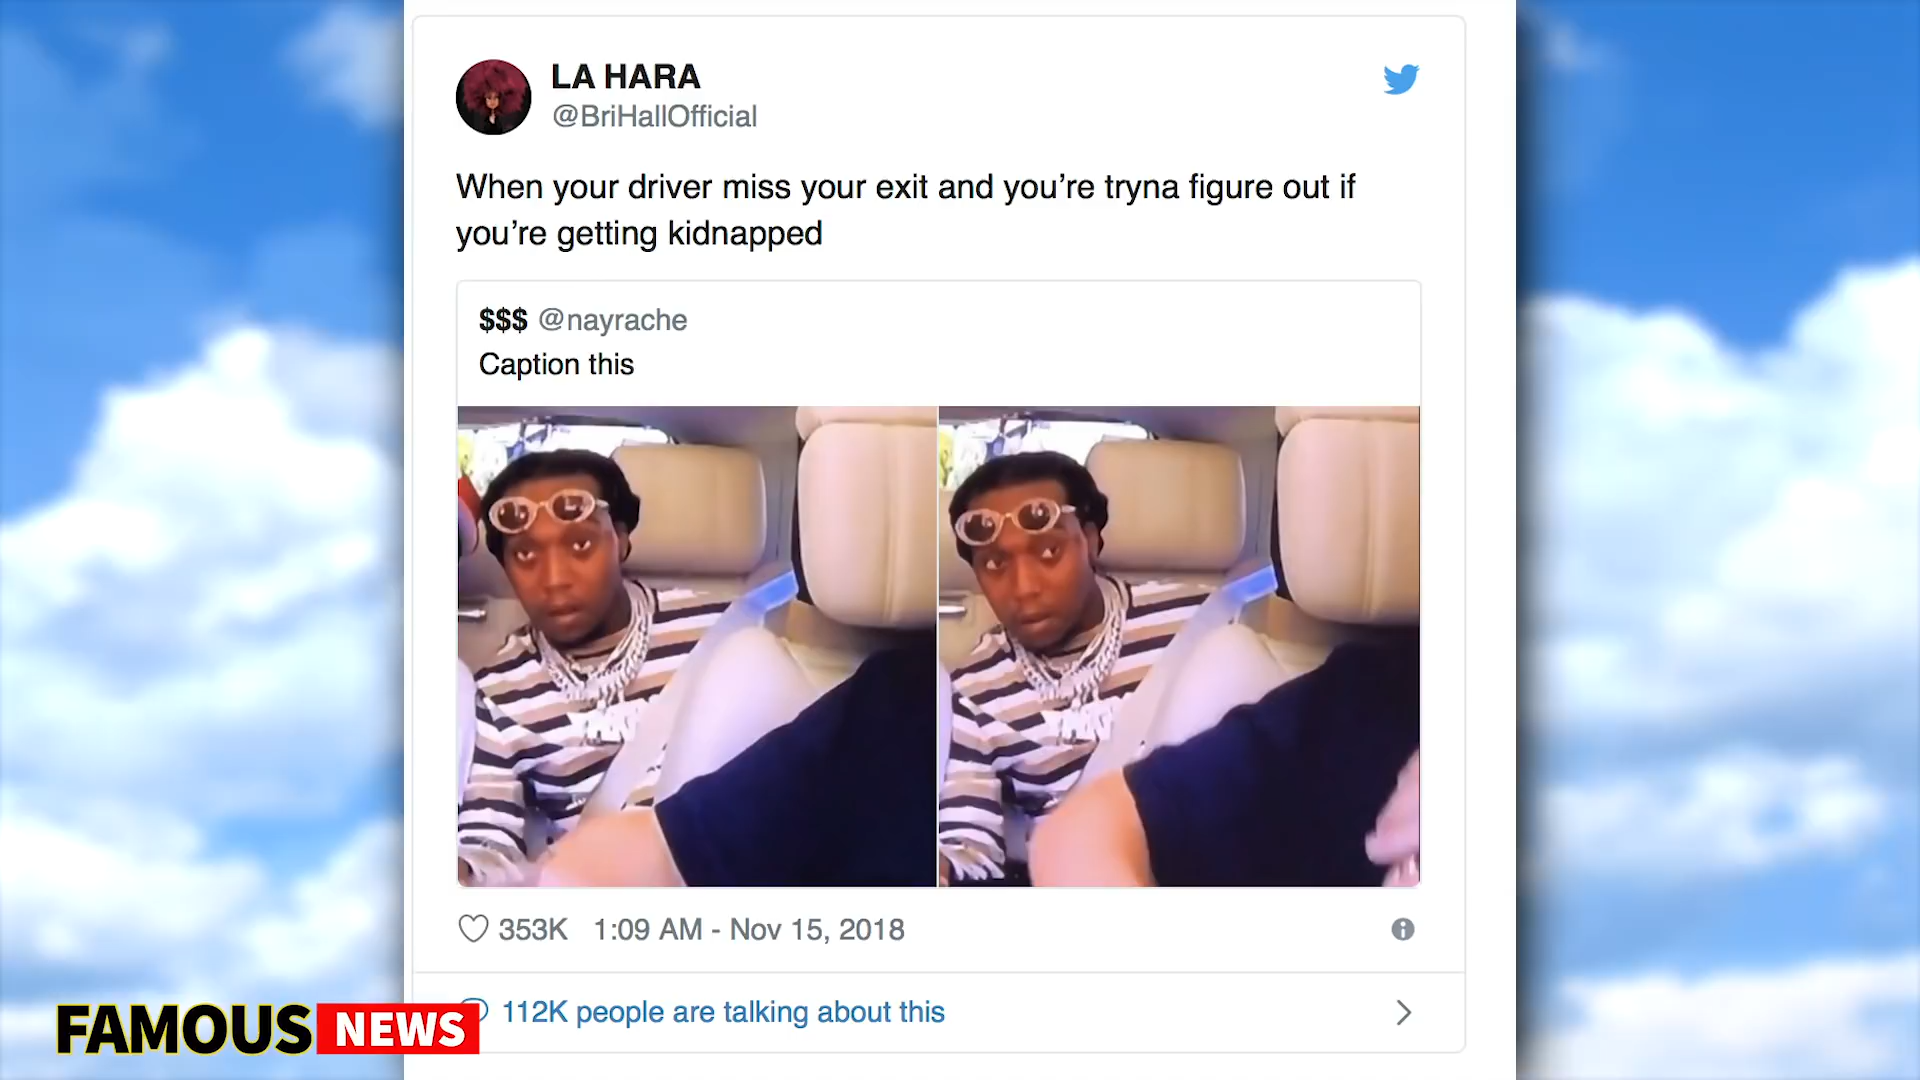 LA HARA
@BriHallOfficial
When your driver miss your exit and you’re tryna figure out if
you’re getting kidnapped
$$$ @nayrache
Caption this
353K 1:09 AM - Nov 15, 2018
112K people are talking about this
FAMOUS NEWS